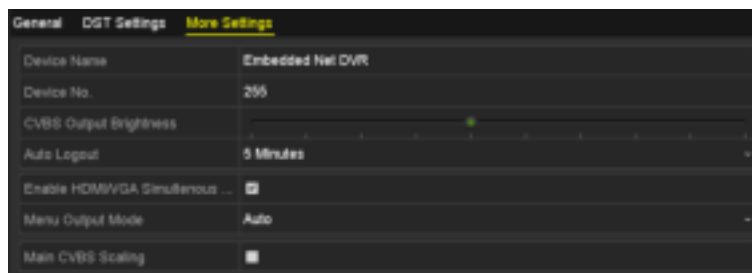 General DST Settings More Settings
Device Name Embedded Net DVR
Device No. 255
CVBS Output Brightness
Auto Logout 5 Minutes
Enable HDMI/VGA Simultenous ...
Menu Output Mode Auto
Main CVBS Scaling